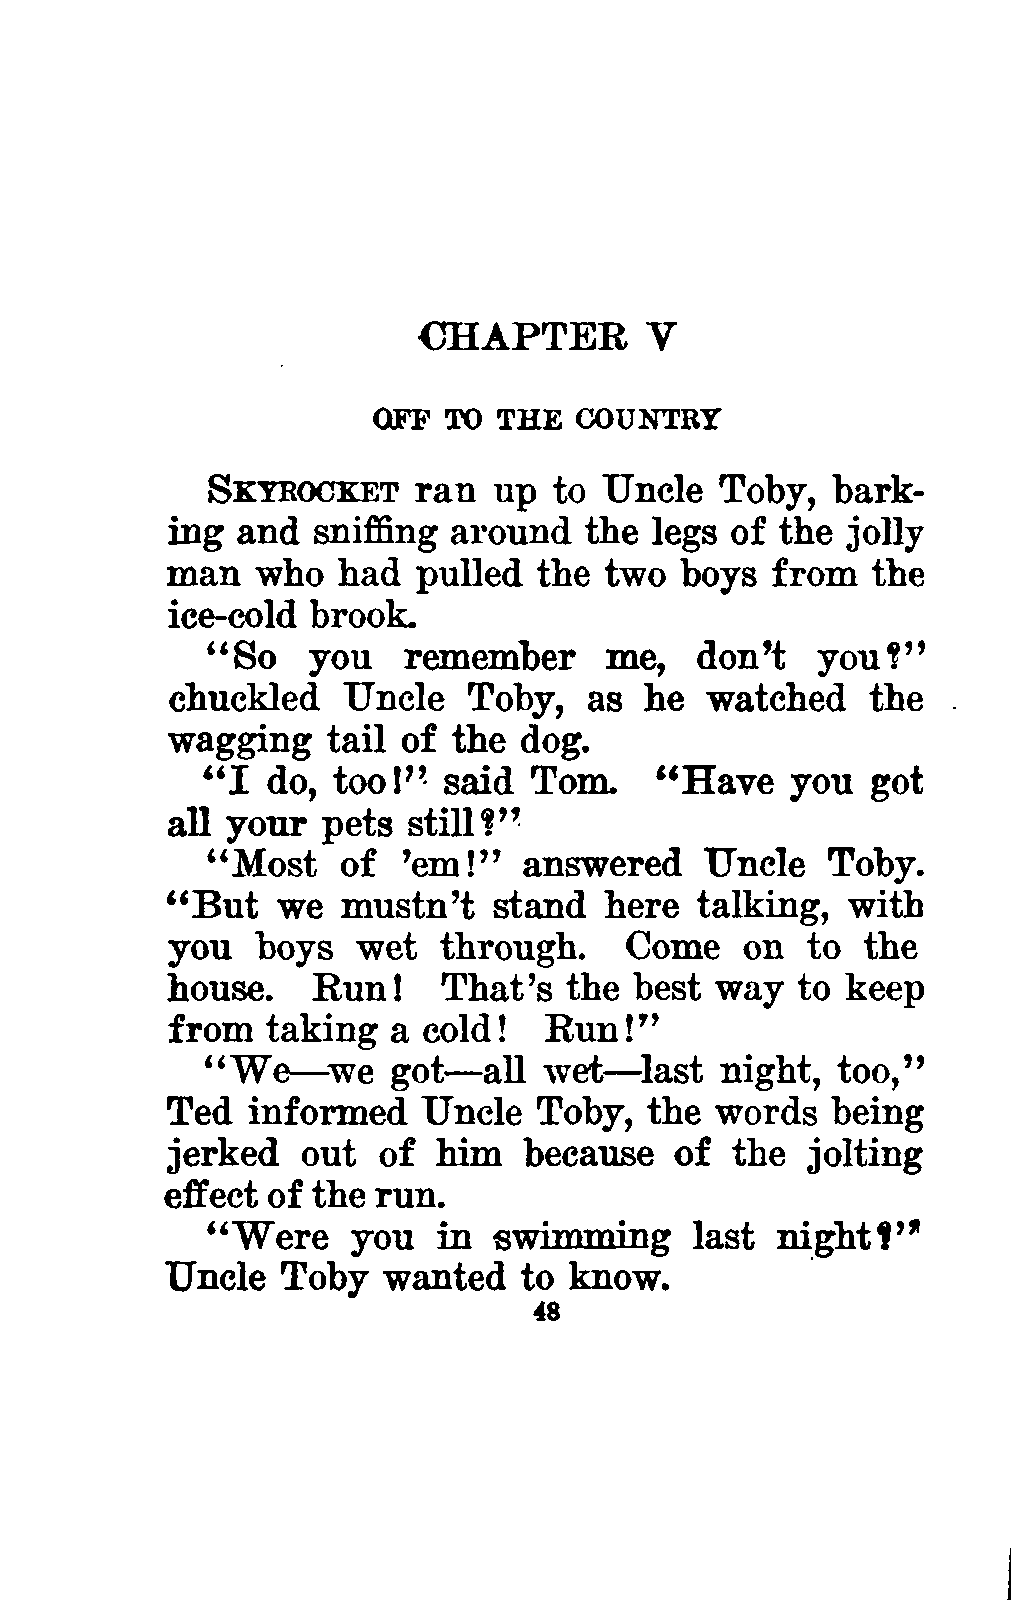 CHAPTER V
OFF TO THE COUNTRY
SKYROCKET ran up to Uncle Toby, bark-
ing and sniffing around the legs of the jolly
man who had pulled the two boys from the
ice-cold brook.
“So you remember me, don’t you?”
chuckled Uncle Toby, as he watched the
wagging tail of the dog.
“I do, too!” said Tom. “Have you got
all your pets still?”
“Most of ’em!” answered Uncle Toby.
“But we mustn’t stand here talking, with
you boys wet through. Come on to the
house. Run! That’s the best way to keep
from taking a cold! Run!”
“We—we got—all wet—last night, too,”
Ted informed Uncle Toby, the words being
jerked out of him because of the jolting
effect of the run.
“Were you in swimming last night?”
Uncle Toby wanted to know.
48